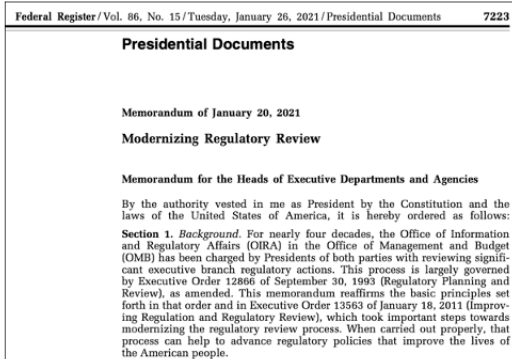 Federal Register / Vol. 86, No. 15 / Tuesday, January 26, 2021 / Presidential Documents 7223
Presidential Documents
Memorandum of January 20, 2021
Modernizing Regulatory Review
Memorandum for the Heads of Executive Departments and Agencies
By the authority vested in me as President by the Constitution and the
laws of the United States of America, it is hereby ordered as follows:
Section 1. Background. For nearly four decades, the Office of Information
and Regulatory Affairs (OIRA) in the Office of Management and Budget
(OMB) has been charged by Presidents of both parties with reviewing signifi-
cant executive branch regulatory actions. This process is largely governed
by Executive Order 12866 of September 30, 1993 (Regulatory Planning and
Review), as amended. This memorandum reaffirms the basic principles set
forth in that order and in Executive Order 13563 of January 18, 2011 (Improv-
ing Regulation and Regulatory Review), which took important steps towards
modernizing the regulatory review process. When carried out properly, that
process can help to advance regulatory policies that improve the lives of
the American people.